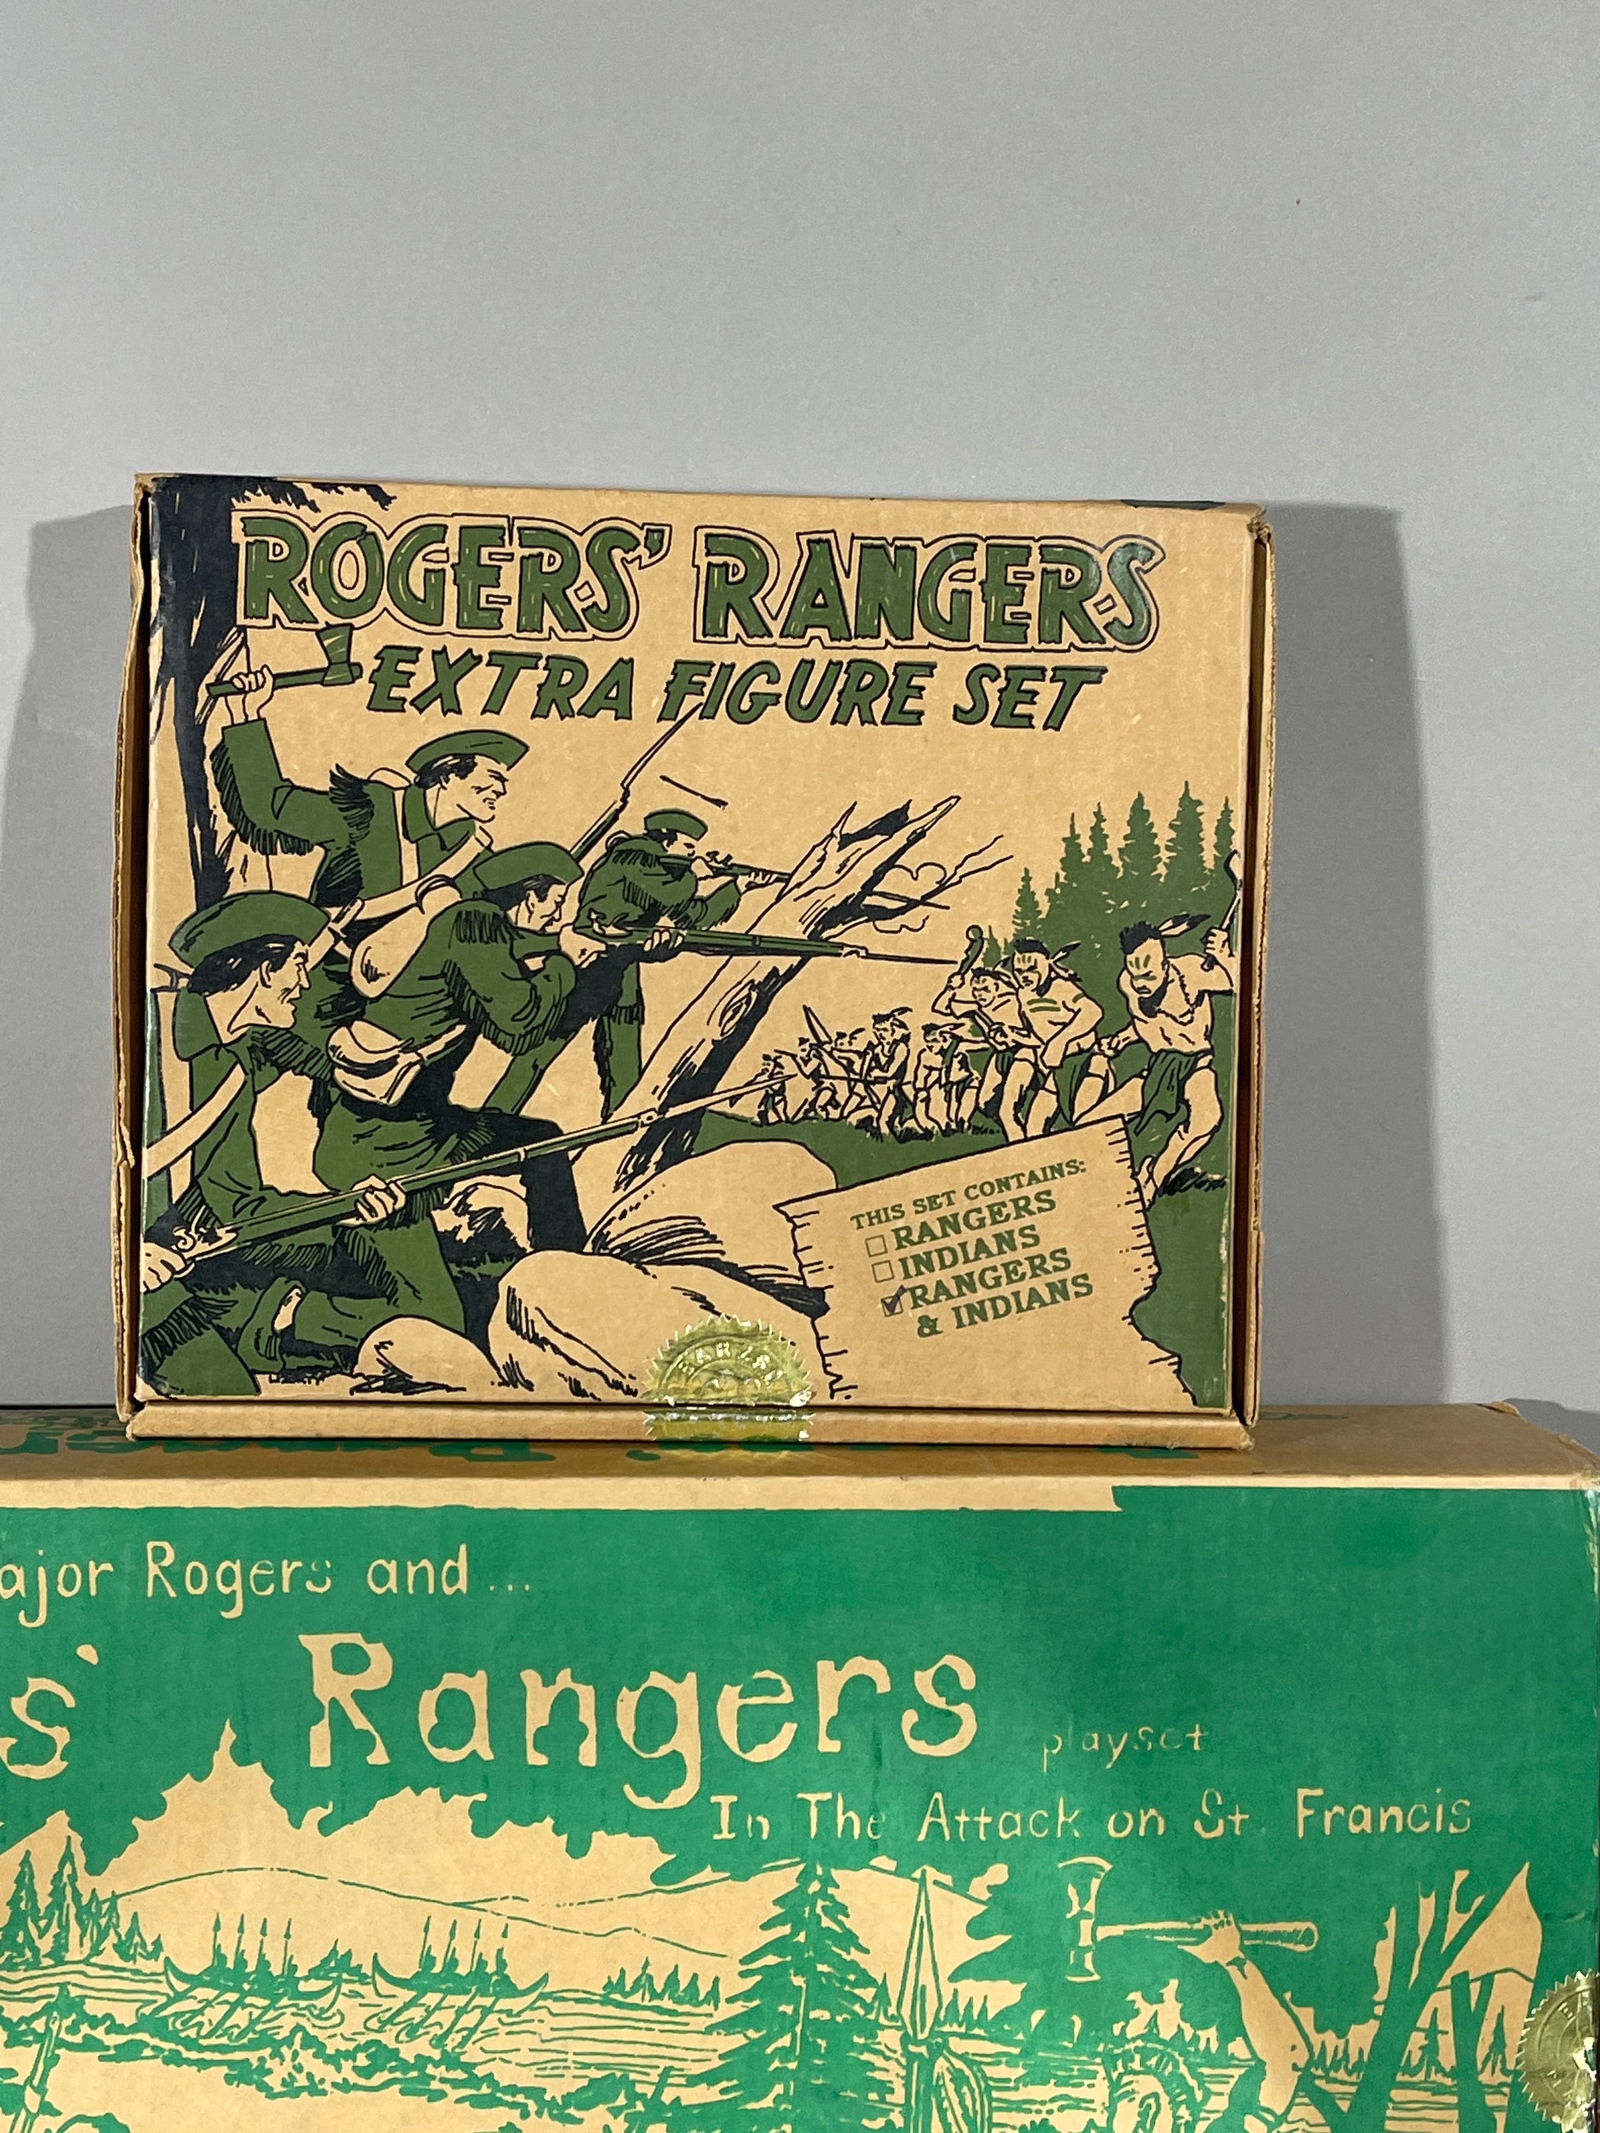 ROGERS' RANGERS
EXTRA FIGURE SET
THIS SET CONTAINS:
RANGERS
INDIANS
RANGERS
& INDIANS
ajor Rogers and ...
s' Rangers playset
In The Attack on St. Francis